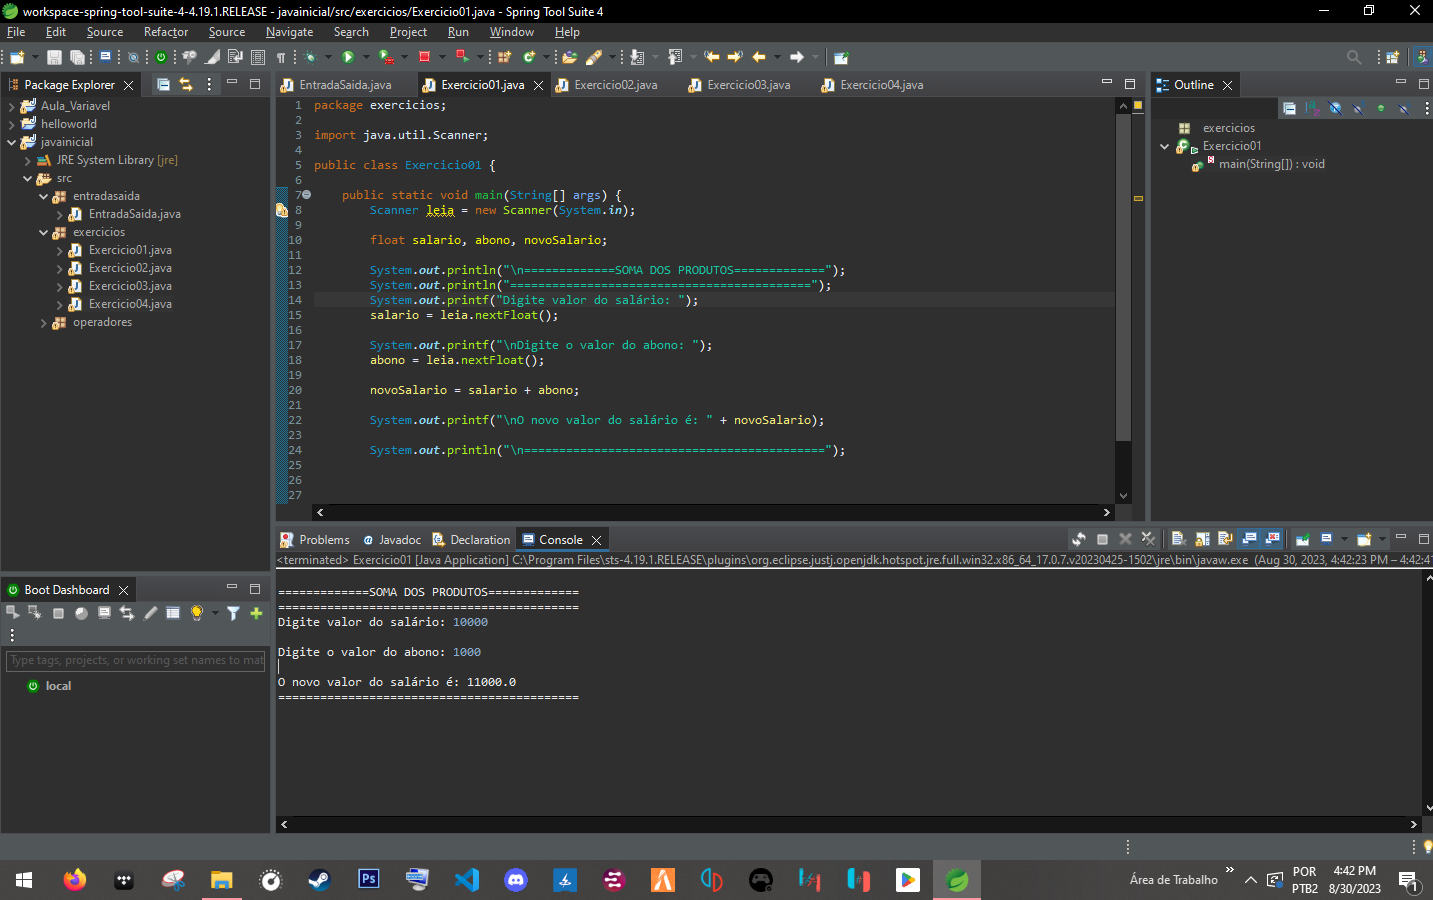 workspace-spring-tool-suite-4-4.19.1.RELEASE - javainicial/src/exercicios/Exercicio01.java - Spring Tool Suite 4
File Edit Source Refactor Source Navigate Search Project Run Window Help
Package Explorer
Aula_Variavel
helloworld
javainicial
JRE System Library [jre]
src
entradasaida
EntradaSaida.java
exercicios
Exercicio01.java
Exercicio02.java
Exercicio03.java
Exercicio04.java
operadores
EntradaSaida.java Exercicio01.java Exercicio02.java Exercicio03.java Exercicio04.java
1 package exercicios;
2
3 import java.util.Scanner;
4
5 public class Exercicio01 {
6
7 public static void main(String[] args) {
8 Scanner leia = new Scanner(System.in);
9
10 float salario, abono, novoSalario;
11
12 System.out.println("\n=============SOMA DOS PRODUTOS=============");
13 System.out.println("===========================================");
14 System.out.printf("Digite valor do salário: ");
15 salario = leia.nextFloat();
16
17 System.out.printf("\nDigite o valor do abono: ");
18 abono = leia.nextFloat();
19
20 novoSalario = salario + abono;
21
22 System.out.printf("\nO novo valor do salário é: " + novoSalario);
23
24 System.out.println("\n===========================================");
25
26
27
Outline
exercicios
Exercicio01
main(String[]) : void
Boot Dashboard
Type tags, projects, or working set names to mat
local
Problems Javadoc Declaration Console
<terminated> Exercicio01 [Java Application] C:\Program Files\sts-4.19.1.RELEASE\plugins\org.eclipse.justj.openjdk.hotspot.jre.full.win32.x86_64_17.0.7.v20230425-1502\jre\bin\javaw.exe (Aug 30, 2023, 4:42:23 PM – 4:42:4
=============SOMA DOS PRODUTOS=============
===========================================
Digite valor do salário: 10000
Digite o valor do abono: 1000
O novo valor do salário é: 11000.0
===========================================
Ps
Área de Trabalho
POR
PTB2
4:42 PM
8/30/2023
1